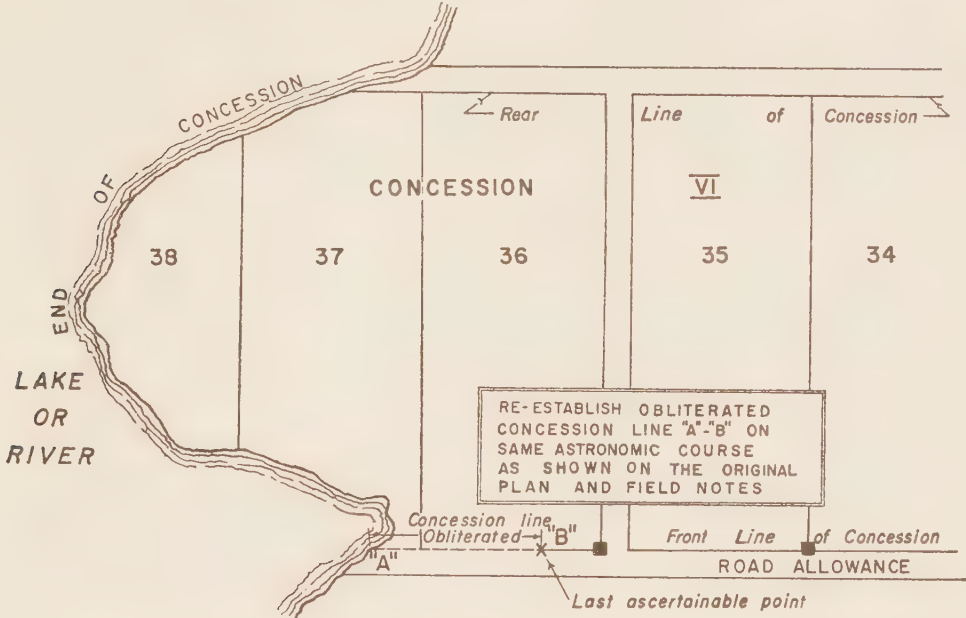 END OF CONCESSION
Rear Line of Concession
CONCESSION VI
38 37 36 35 34
LAKE
OR
RIVER
RE-ESTABLISH OBLITERATED
CONCESSION LINE "A"-"B" ON
SAME ASTRONOMIC COURSE
AS SHOWN ON THE ORIGINAL
PLAN AND FIELD NOTES
Concession line
Obliterated
"B"
Front Line of Concession
"A"
ROAD ALLOWANCE
Last ascertainable point